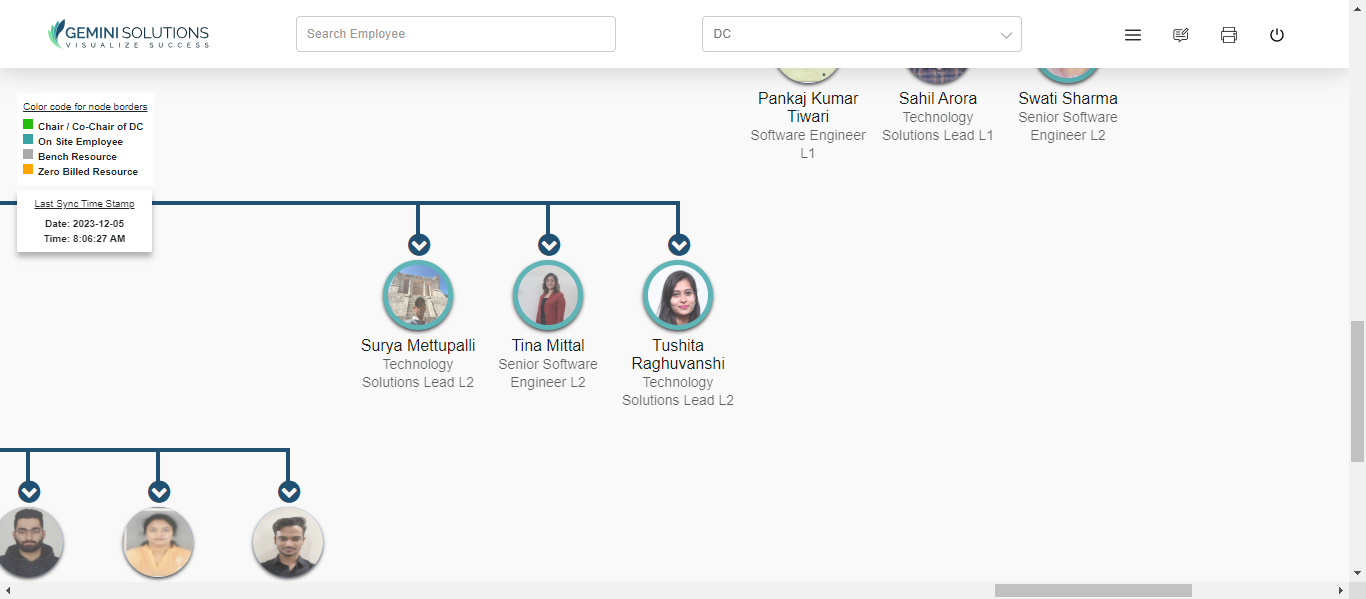 GEMINI SOLUTIONS
VISUALIZE SUCCESS
Search Employee
DC
Pankaj Kumar
Tiwari
Software Engineer
L1
Sahil Arora
Technology
Solutions Lead L1
Swati Sharma
Senior Software
Engineer L2
Color code for node borders
Chair / Co-Chair of DC
On Site Employee
Bench Resource
Zero Billed Resource
Last Sync Time Stamp
Date: 2023-12-05
Time: 8:06:27 AM
Surya Mettupalli
Technology
Solutions Lead L2
Tina Mittal
Senior Software
Engineer L2
Tushita
Raghuvanshi
Technology
Solutions Lead L2